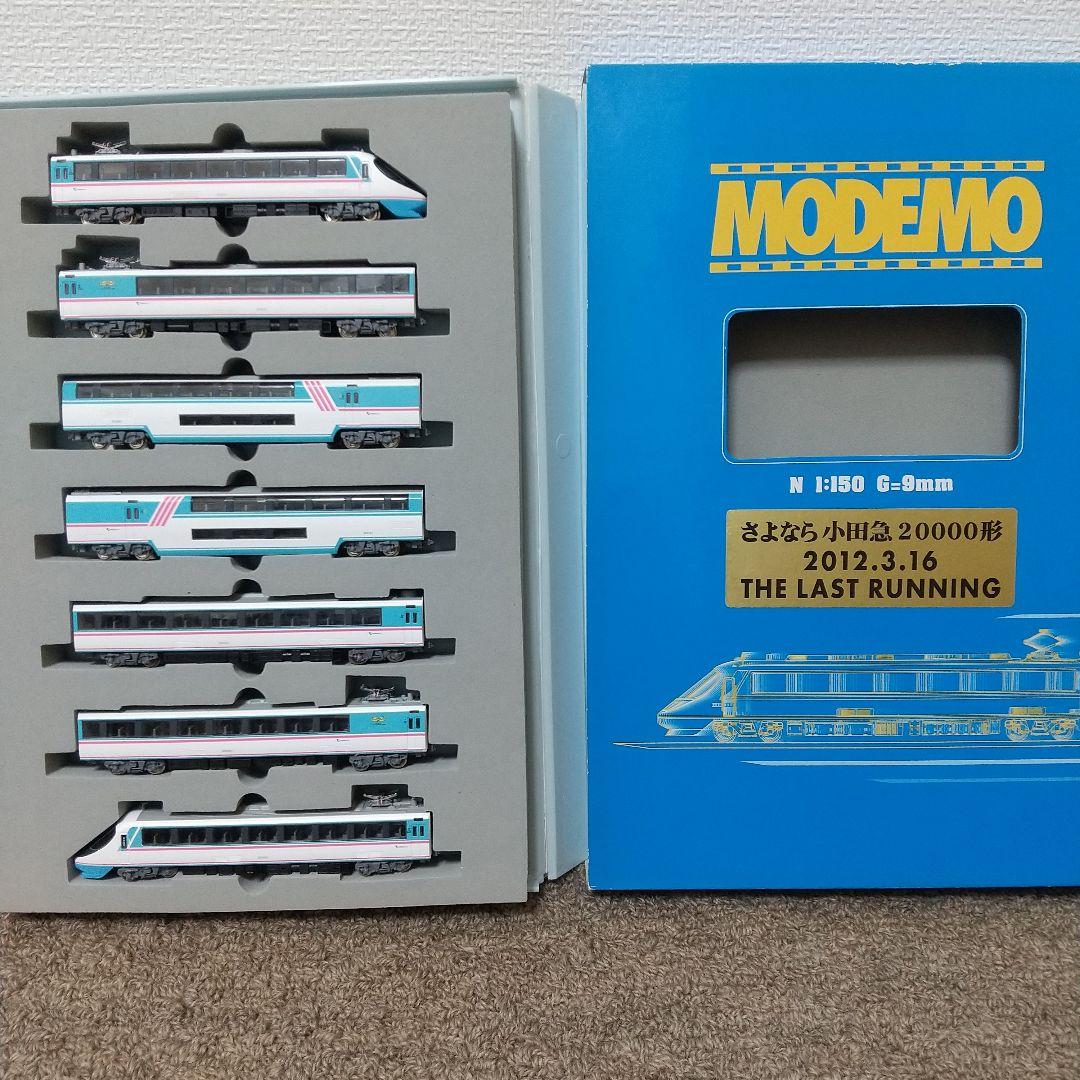 MODEMO
N 1:150 G=9mm
さよなら 小田急 20000形
2012.3.16
THE LAST RUNNING